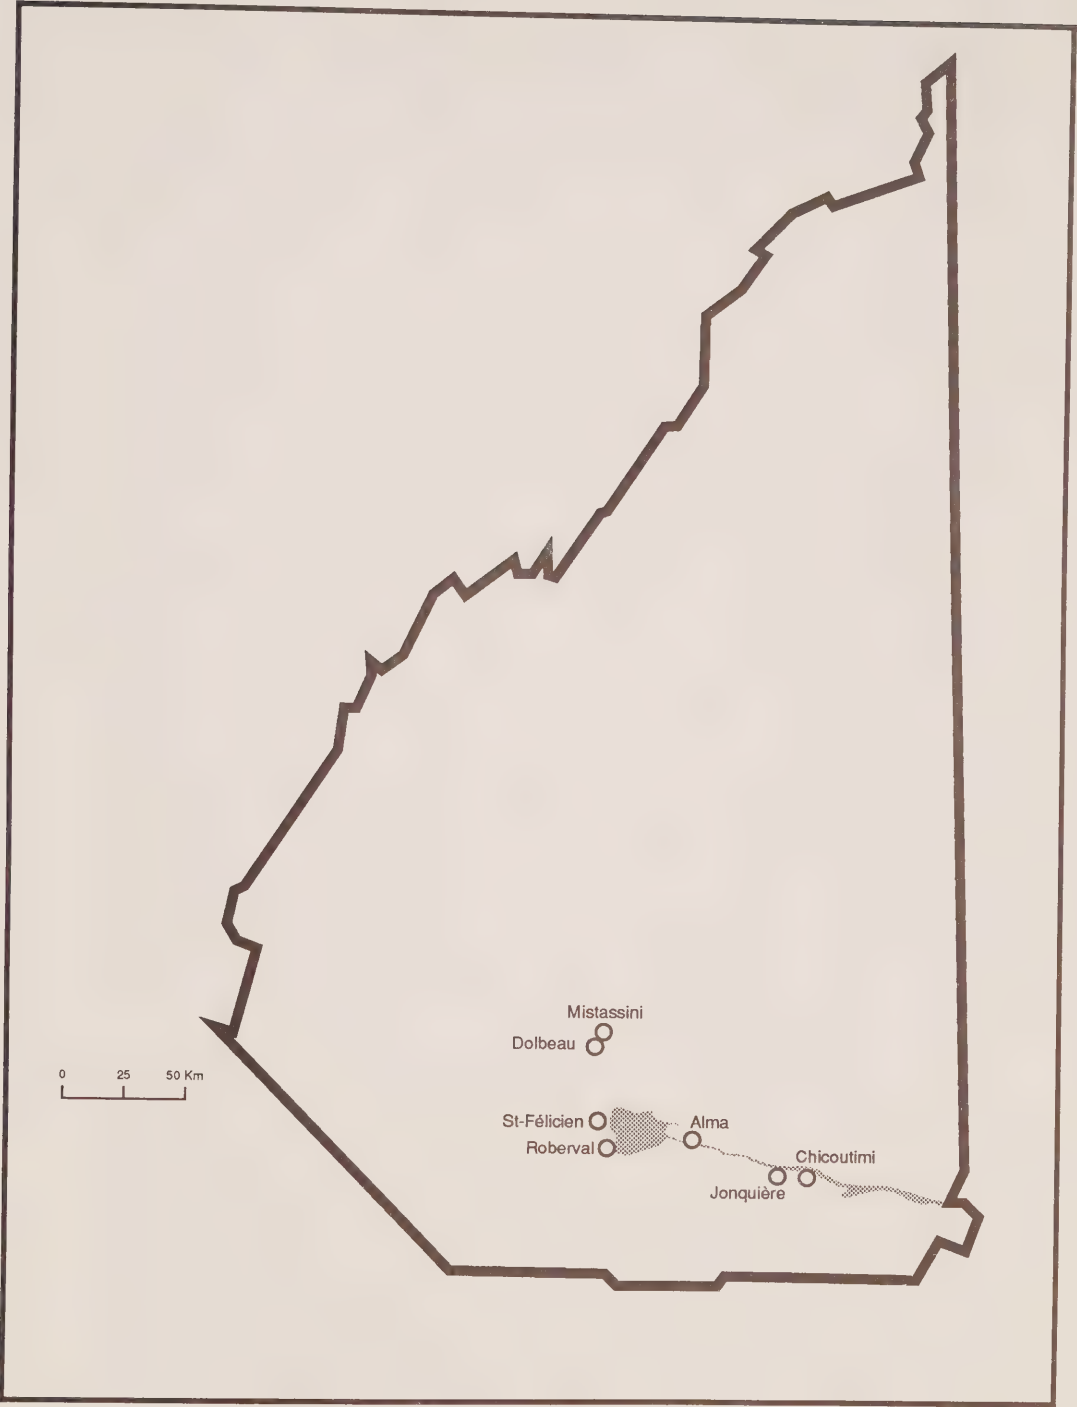 Mistassini
Dolbeau
0 25 50 Km
St-Félicien
Alma
Roberval
Chicoutimi
Jonquière